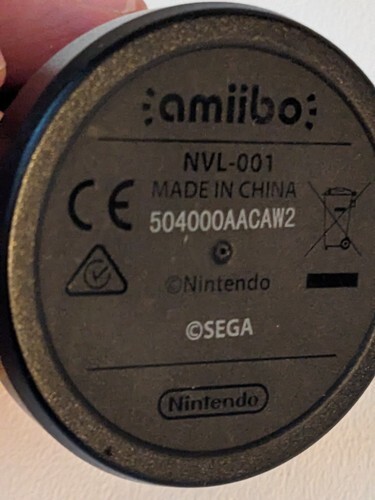 amiibo
NVL-001
MADE IN CHINA
CE
504000AACAW2
©Nintendo
©SEGA
Nintendo